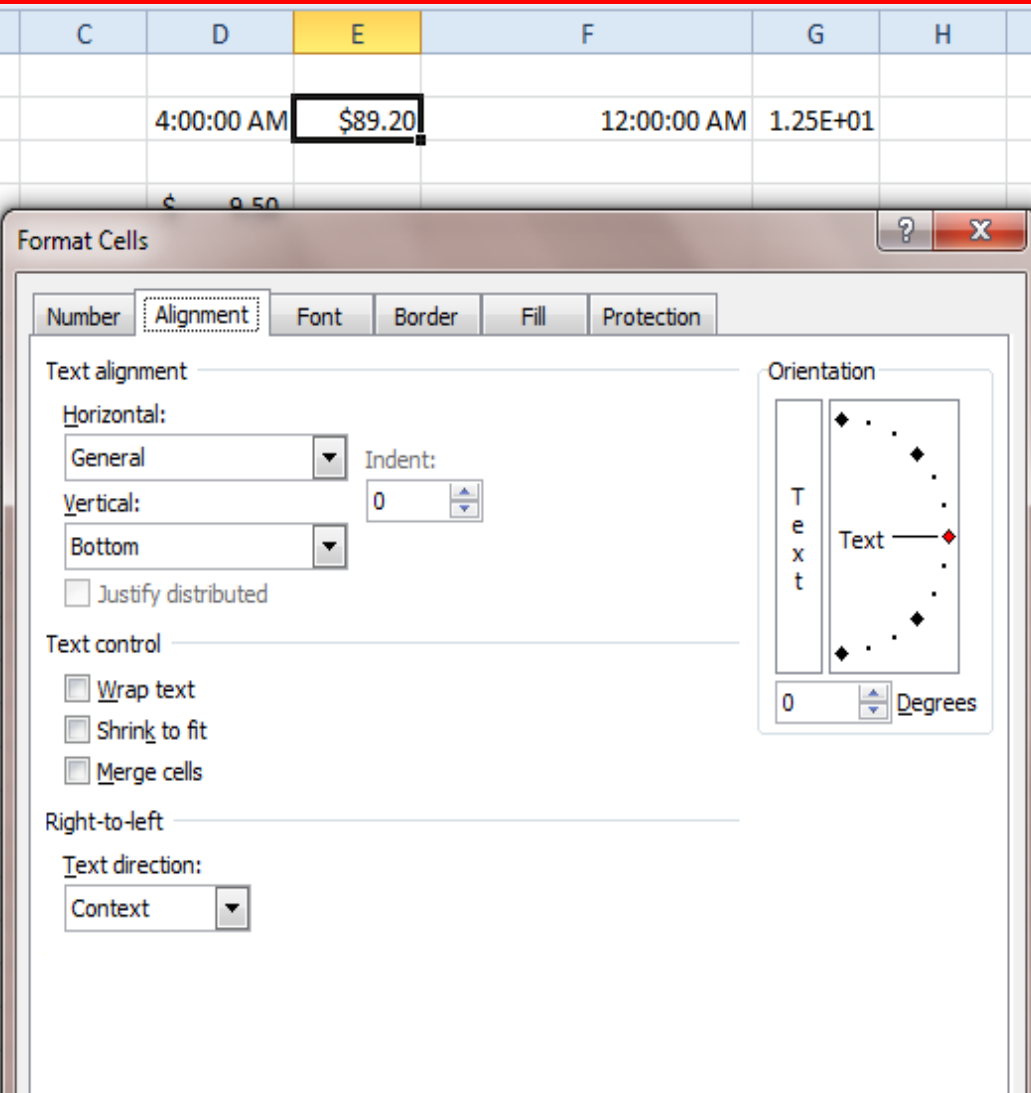 C D E F G H
4:00:00 AM $89.20 12:00:00 AM 1.25E+01
$ 9.50
Format Cells ? X
Number Alignment Font Border Fill Protection
Text alignment
Horizontal:
General
Indent:
0
Vertical:
Bottom
Justify distributed
Text control
Wrap text
Shrink to fit
Merge cells
Right-to-left
Text direction:
Context
Orientation
T
e
x
t
Text
0 Degrees